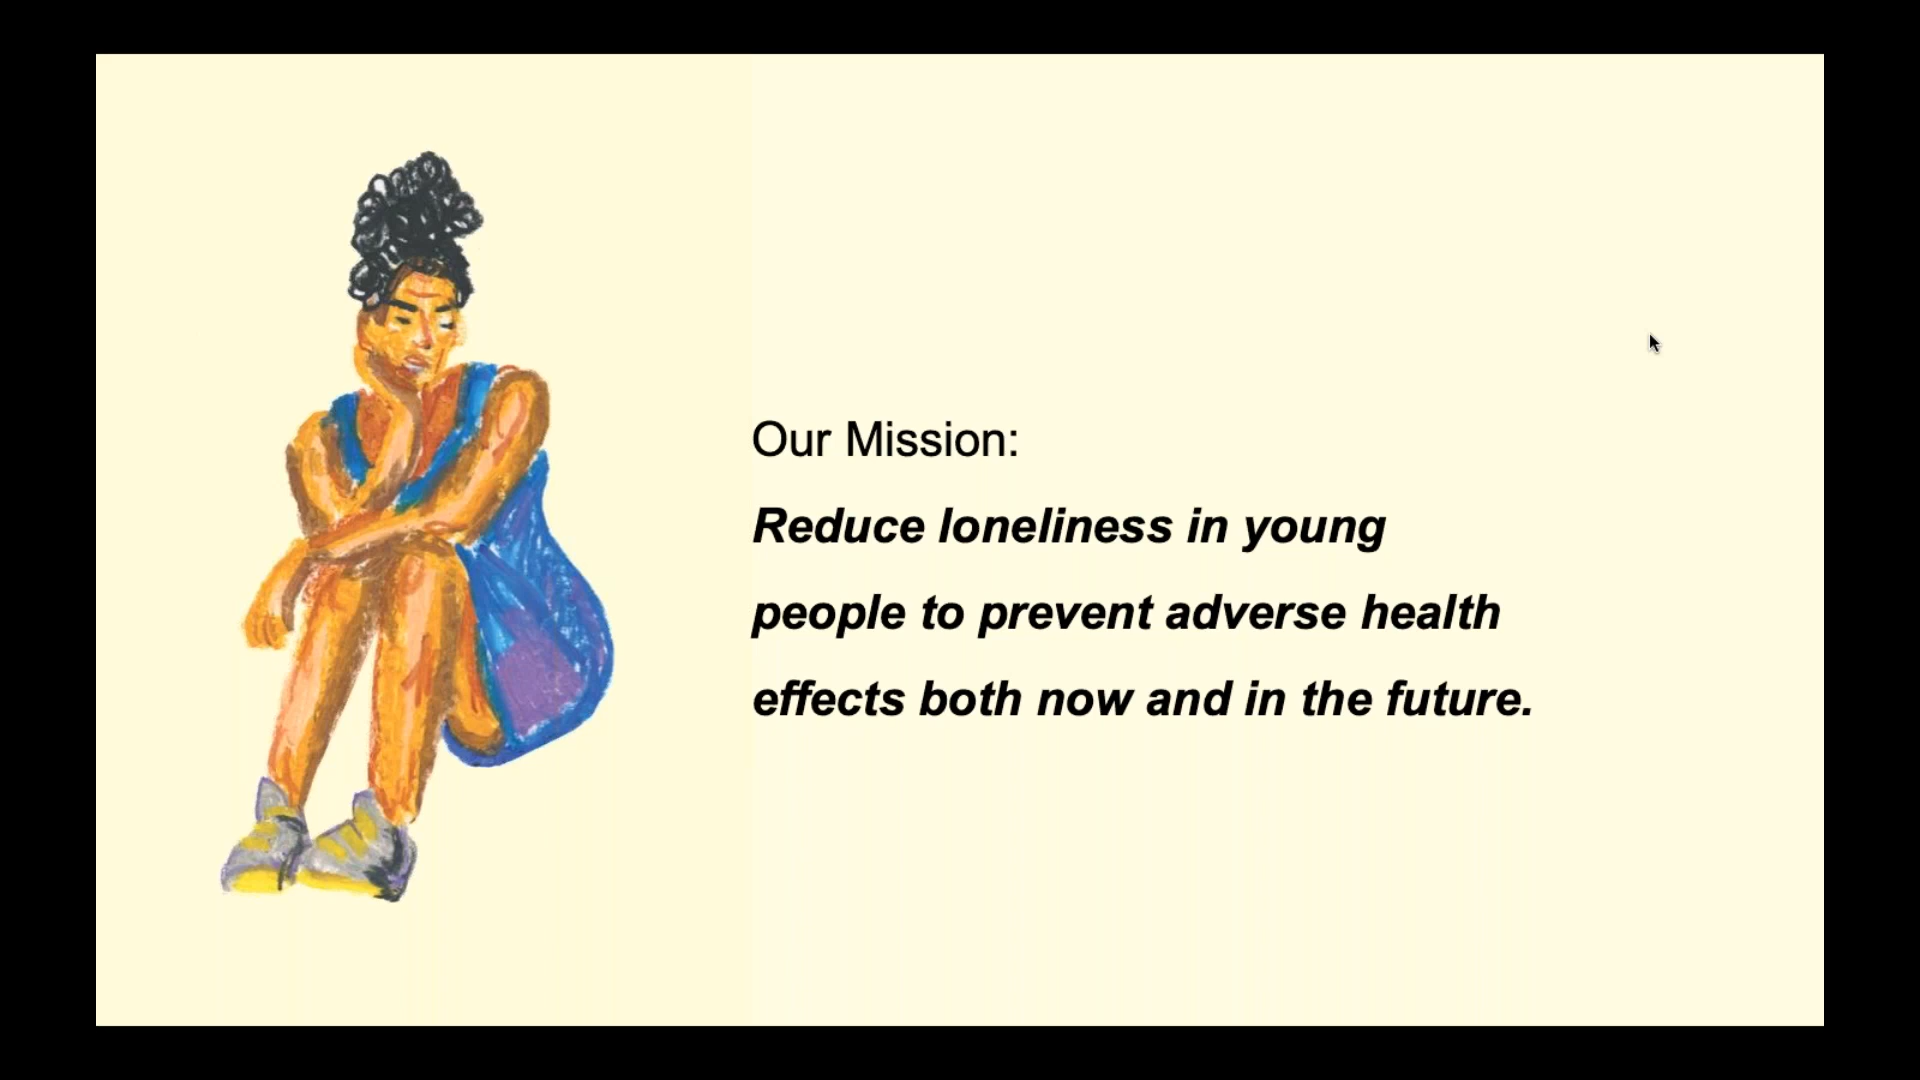 Our Mission:
Reduce loneliness in young
people to prevent adverse health
effects both now and in the future.